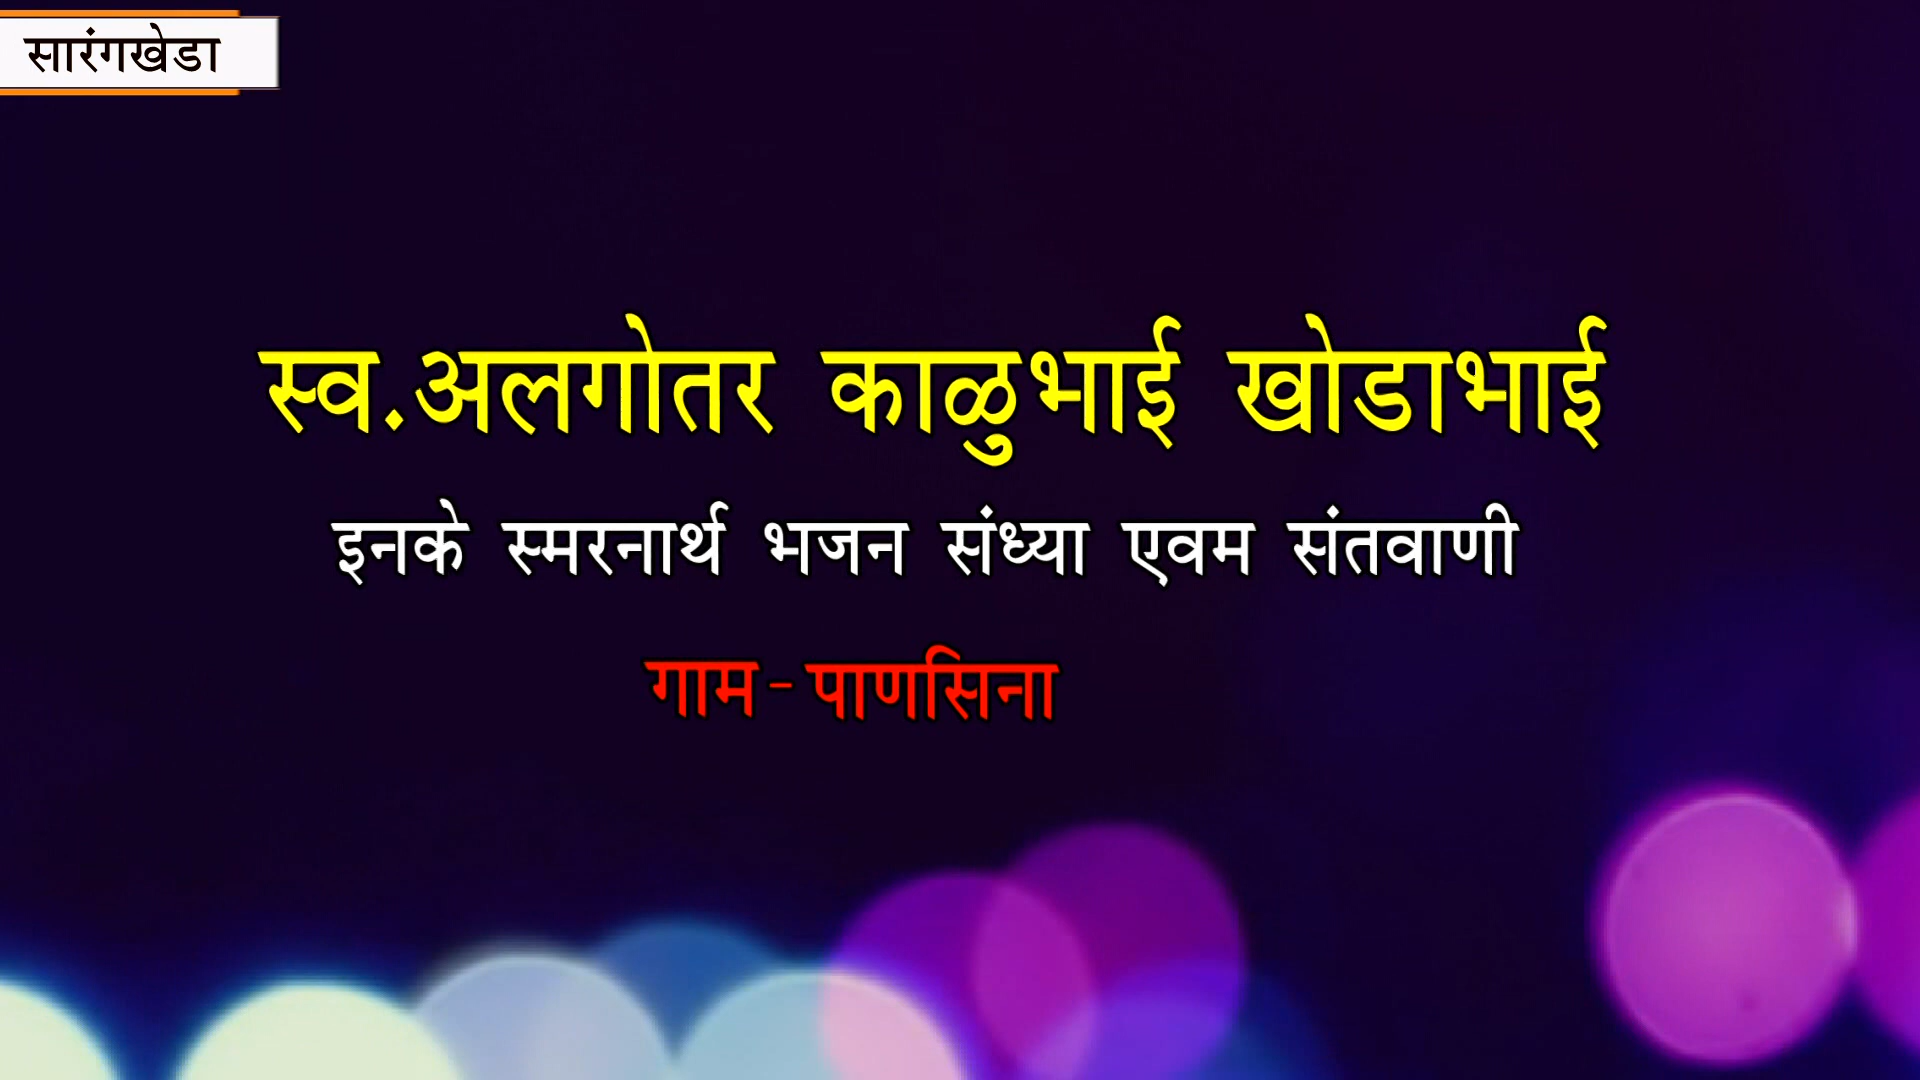 सारंगखेडा
स्व.अलगोतर काळुभाई खोडाभाई
इनके स्मरनार्थ भजन संध्या एवम संतवाणी
गाम-पाणसिना